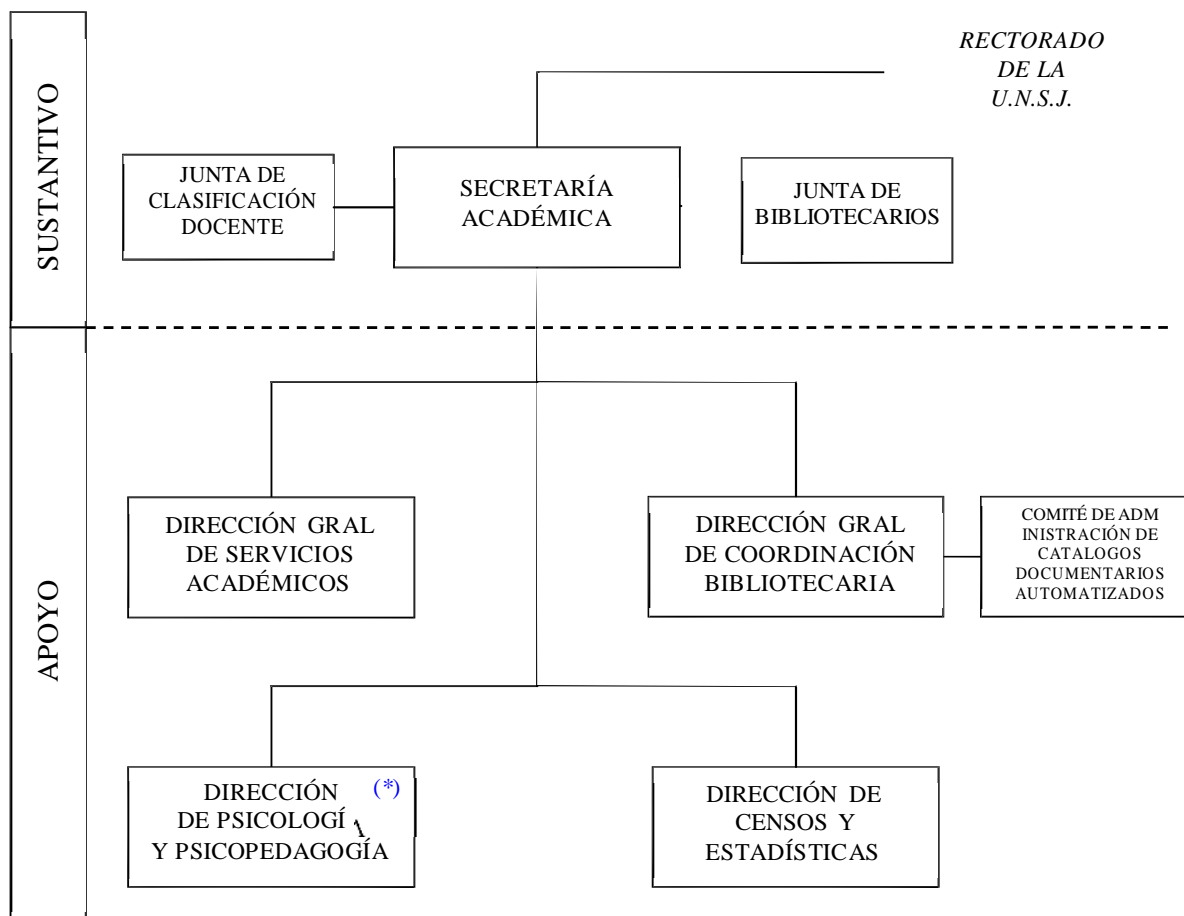 SUSTANTIVO
RECTORADO
DE LA
U.N.S.J.
JUNTA DE
CLASIFICACIÓN
DOCENTE
SECRETARÍA
ACADÉMICA
JUNTA DE
BIBLIOTECARIOS
APOYO
DIRECCIÓN GRAL
DE SERVICIOS
ACADÉMICOS
DIRECCIÓN GRAL
DE COORDINACIÓN
BIBLIOTECARIA
COMITÉ DE ADM
INISTRACIÓN DE
CATALOGOS
DOCUMENTARIOS
AUTOMATIZADOS
DIRECCIÓN (*)
DE PSICOLOGÍ
Y PSICOPEDAGOGÍA
DIRECCIÓN DE
CENSOS Y
ESTADÍSTICAS